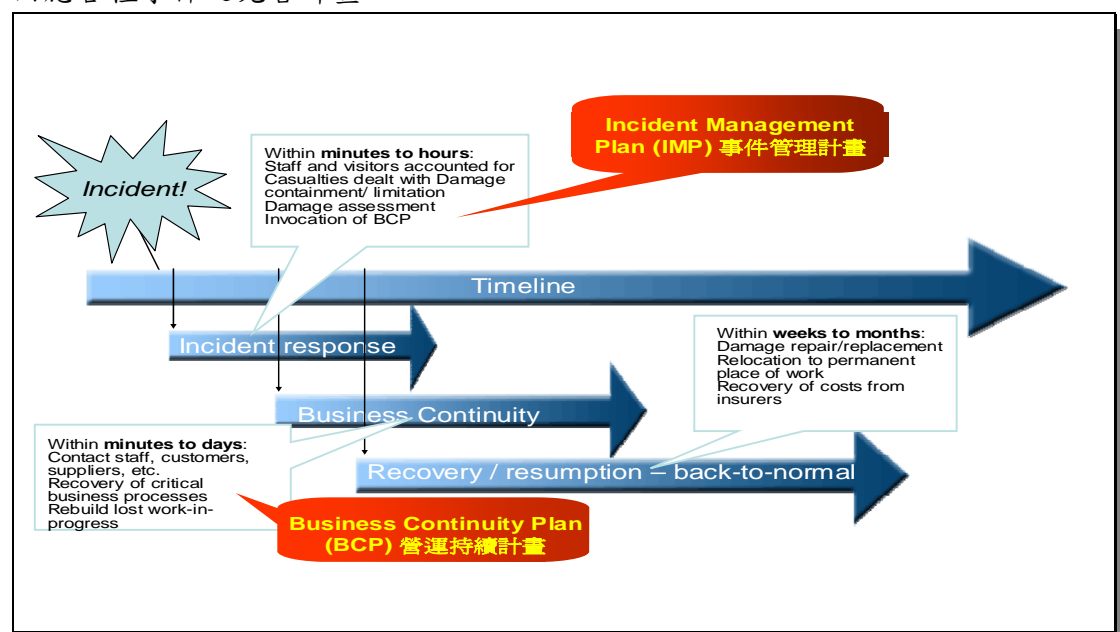 Incident Management
Plan (IMP) 事件管理計畫
Incident!
Within minutes to hours:
Staff and visitors accounted for
Casualties dealt with Damage
containment/ limitation
Damage assessment
Invocation of BCP
Timeline
Incident response
Within weeks to months:
Damage repair/replacement
Relocation to permanent
place of work
Recovery of costs from
insurers
Business Continuity
Within minutes to days:
Contact staff, customers,
suppliers, etc.
Recovery of critical
business processes
Rebuild lost work-in-
progress
Recovery / resumption – back-to-normal
Business Continuity Plan
(BCP) 營運持續計畫